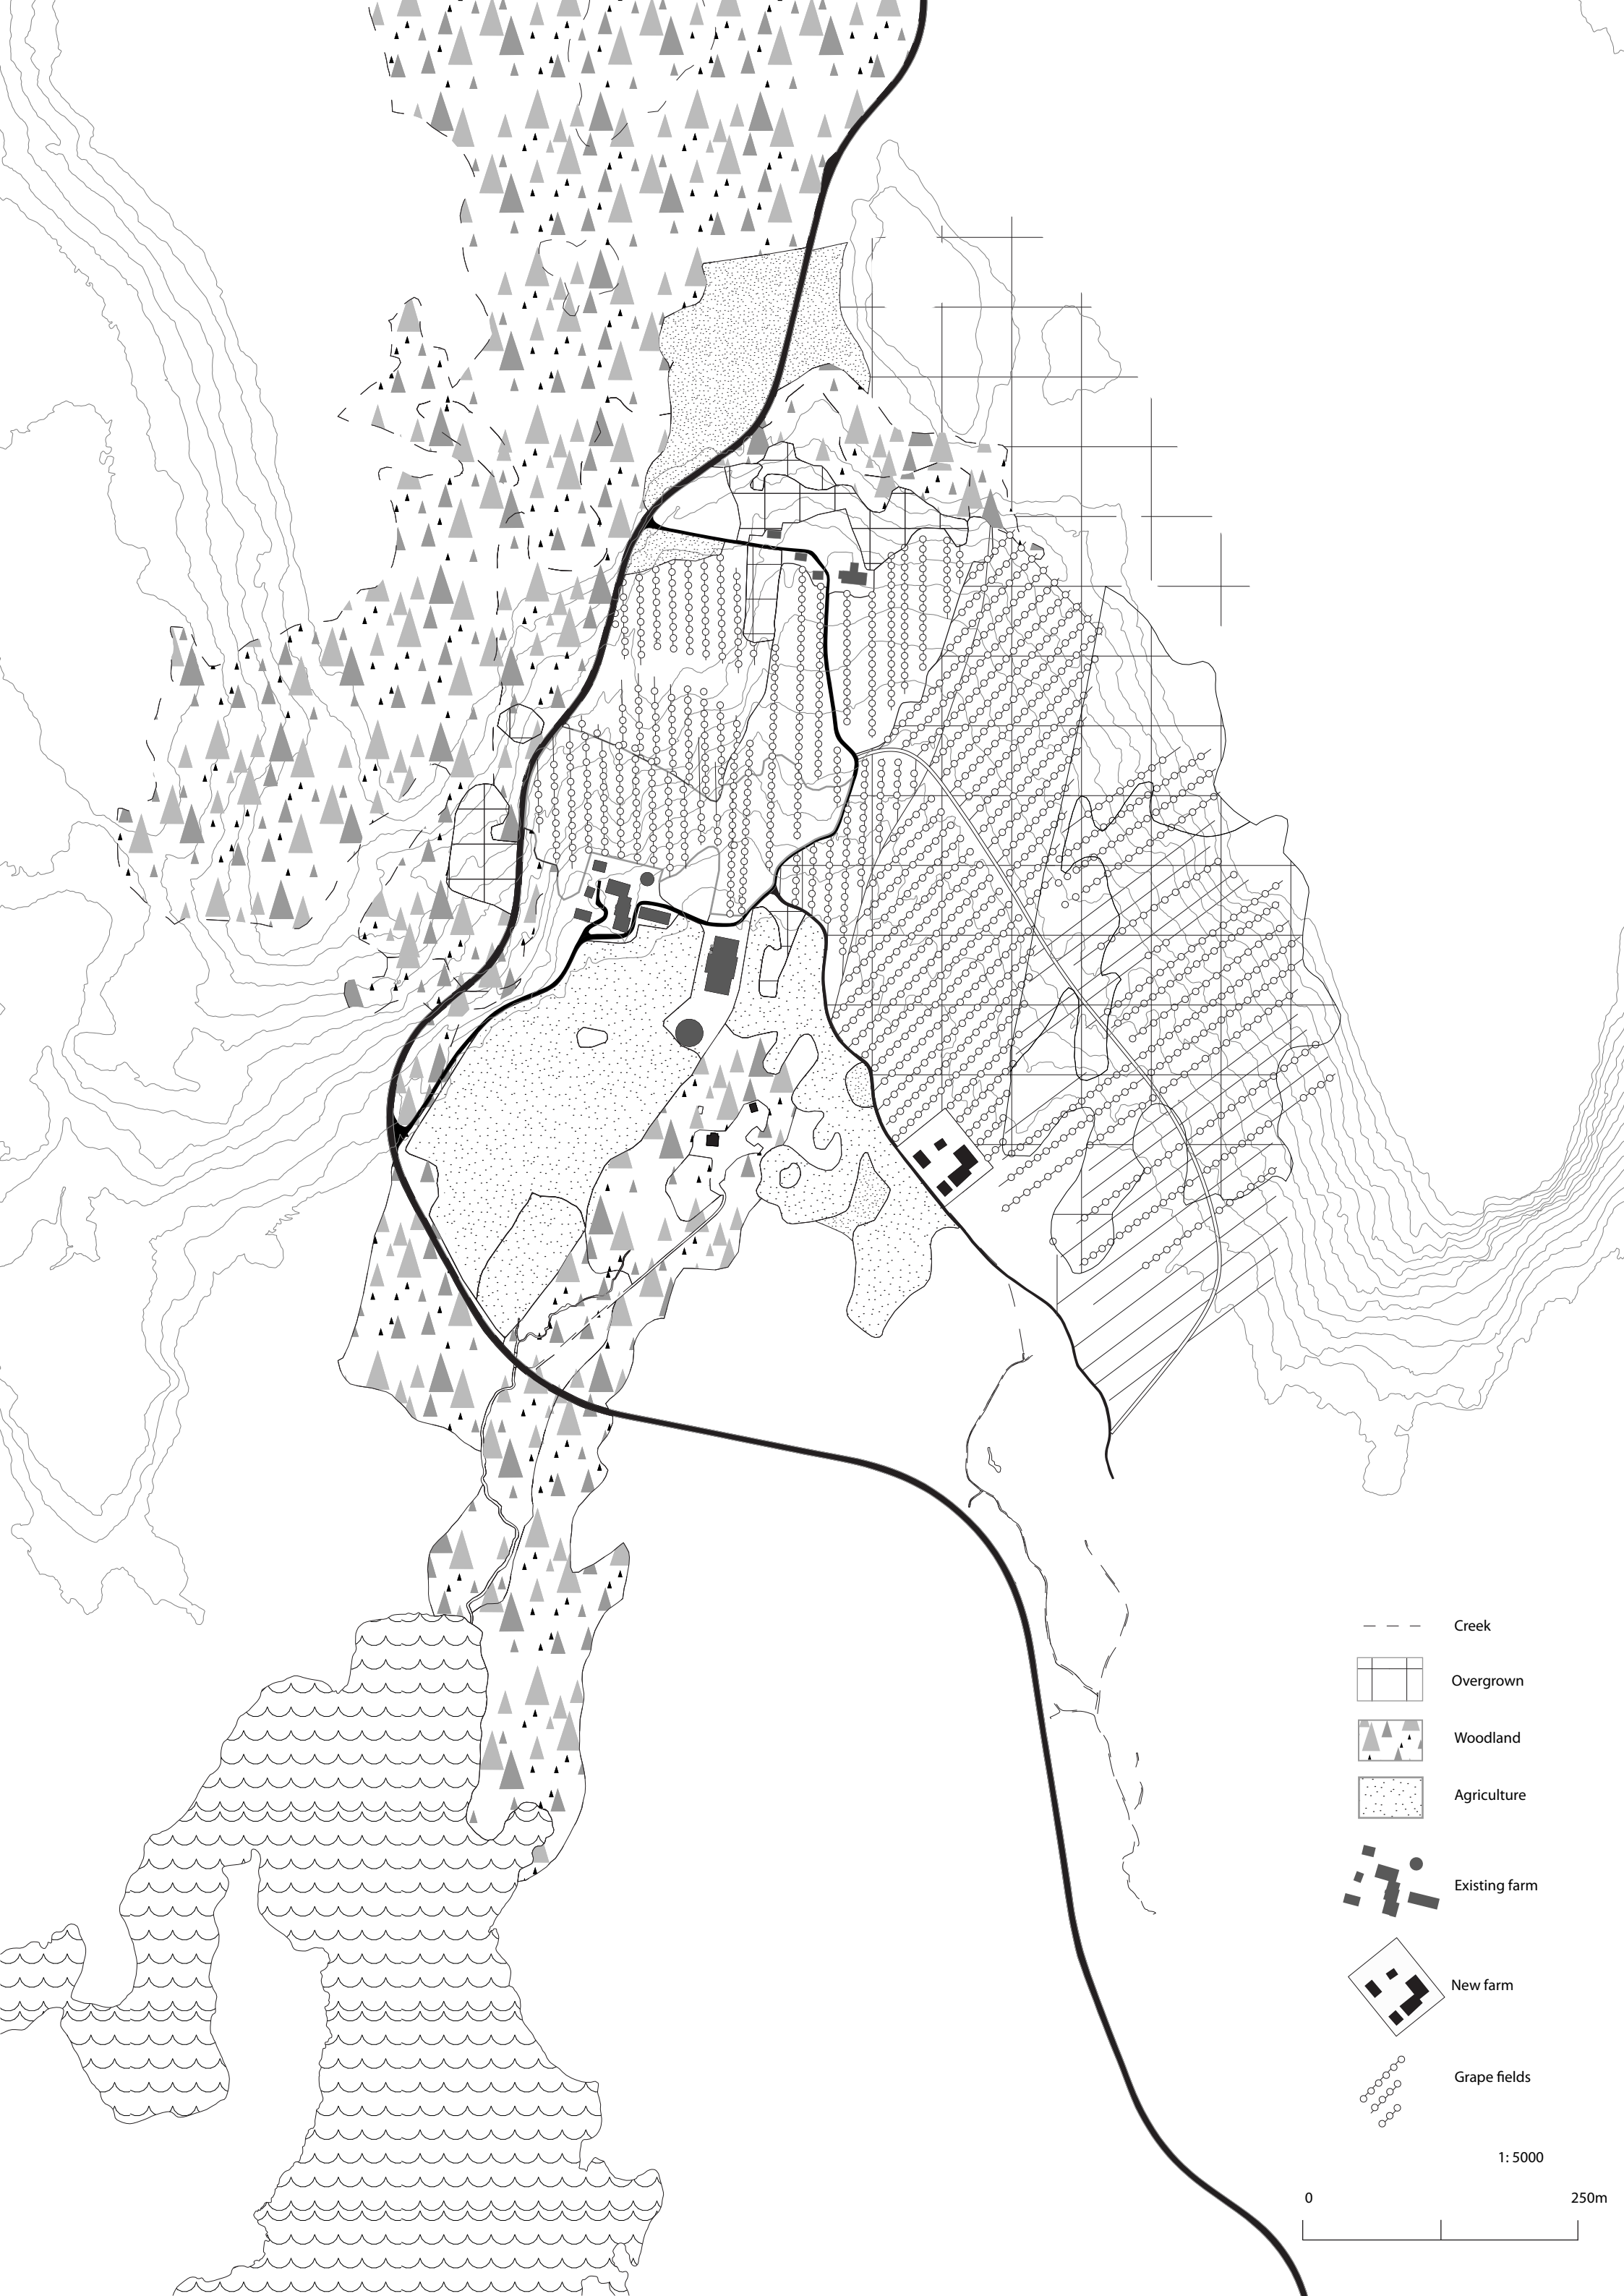 Creek
Overgrown
Woodland
Agriculture
Existing farm
New farm
Grape fields
1: 5000
0 250m